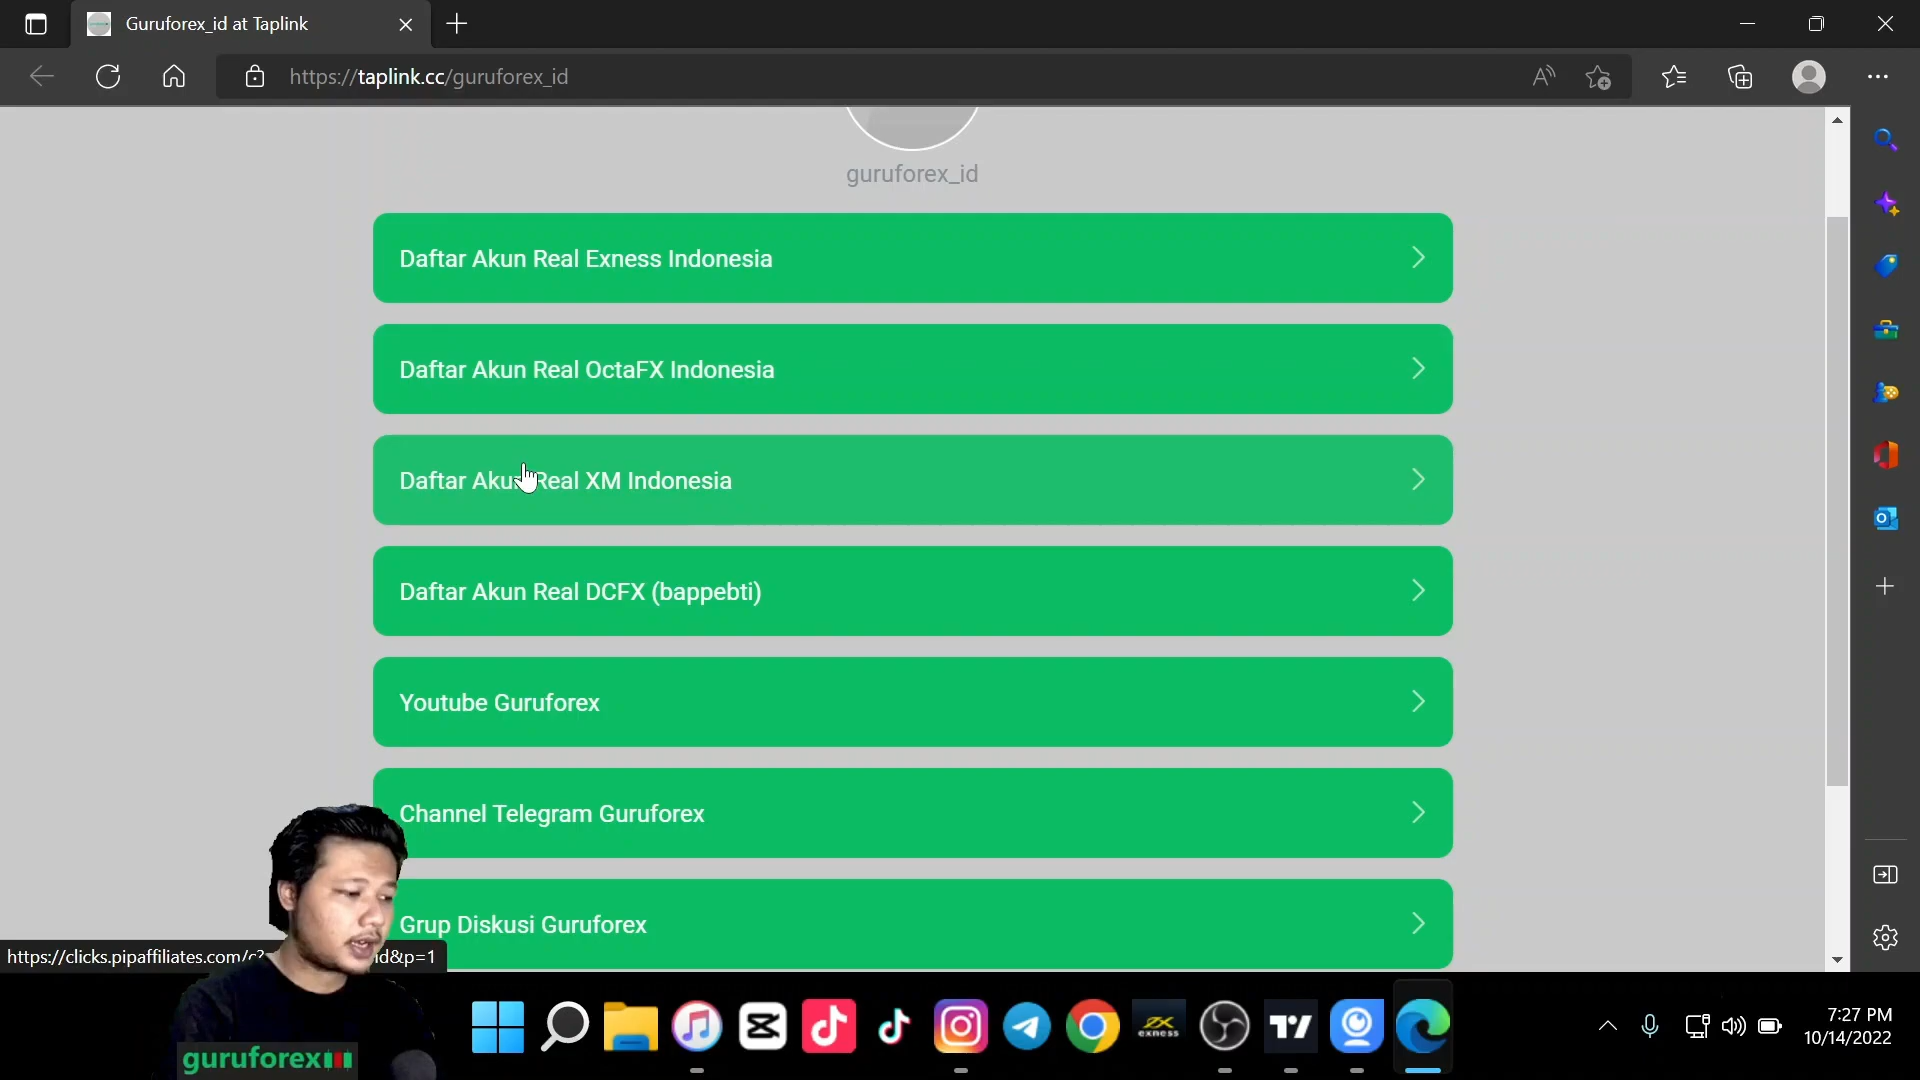 Guruforex_id at Taplink
https://taplink.cc/guruforex_id
guruforex_id
Daftar Akun Real Exness Indonesia
Daftar Akun Real OctaFX Indonesia
Daftar Real XM Indonesia
Daftar Akun Real DCFX (bappebti)
Youtube Guruforex
Channel Telegram Guruforex
Grup Diskusi Guruforex
https://clicks.pipaffiliates.com/c? id&p=1
exness
7:27 PM
10/14/2022
guruforex